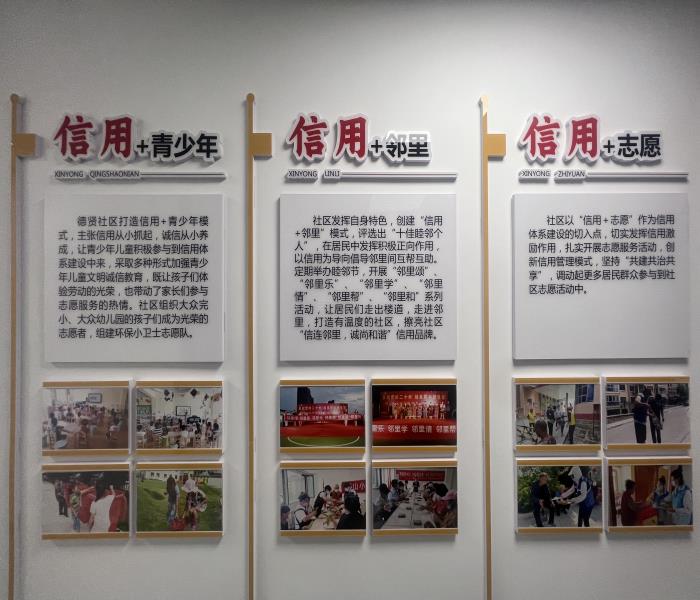 信用+青少年
XINYONG QINGSHAONIAN
德贤社区打造信用+青少年模
式，主张信用从小抓起，诚信从小养
成，让青少年儿童积极参与到信用体
系建设中来，采取多种形式加强青少
年儿童文明诚信教育，既让孩子们体
验劳动的光荣，也带动了家长们参与
志愿服务的热情。社区组织大众完
小、大众幼儿园的孩子们成为光荣的
志愿者，组建环保小卫士志愿队。
信用+邻里
XINYONG LINLI
社区发挥自身特色，创建“信用
+邻里”模式，评选出“十佳睦邻个
人”，在居民中发挥积极正向作用，
以信用为导向倡导邻里间互帮互助。
定期举办睦邻节，开展“邻里颂”、
“邻里乐”、“邻里学”、“邻里
情”、“邻里帮”、“邻里和”系列
活动，让居民们走出楼道，走进邻
里，打造有温度的社区，擦亮社区
“信连邻里，诚尚和谐”信用品牌。
邻里学 邻里情 邻里帮
信用+志愿
XINYONG ZHIYUAN
社区以“信用+志愿”作为信用
体系建设的切入点，切实发挥信用激
励作用，扎实开展志愿服务活动，创
新信用管理模式，坚持“共建共治共
享”，调动起更多居民群众参与到社
区志愿活动中。